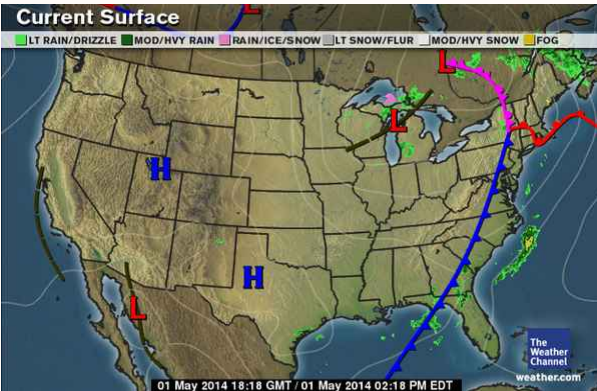 Current Surface
L
LT RAIN/DRIZZLE MOD/HVY RAIN RAIN/ICE/SNOW LT SNOW/FLUR MOD/HVY SNOW FOG
L
L
H
H
L
The
Weather
Channel
weather.com
01 May 2014 18:18 GMT / 01 May 2014 02:18 PM EDT